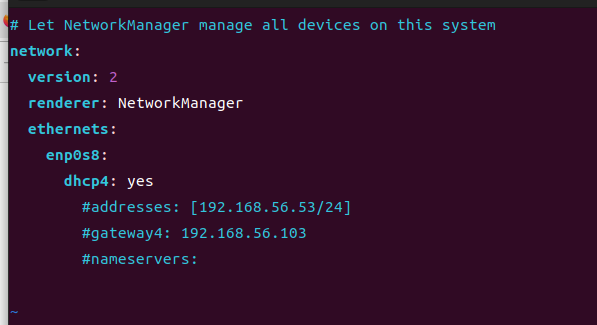 # Let NetworkManager manage all devices on this system
network:
  version: 2
  renderer: NetworkManager
  ethernets:
    enp0s8:
      dhcp4: yes
        #addresses: [192.168.56.53/24]
        #gateway4: 192.168.56.103
        #nameservers:
~